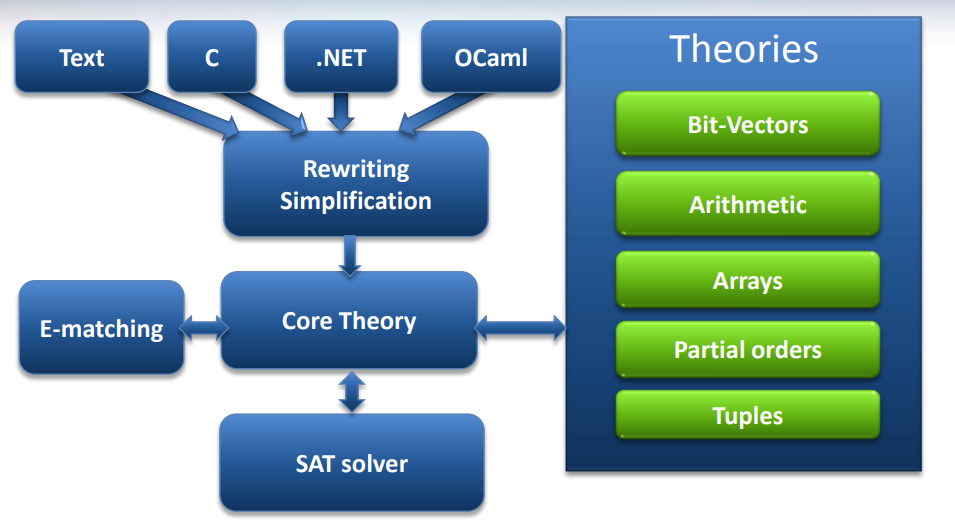 Text
C
.NET
OCaml
Theories
Bit-Vectors
Rewriting
Simplification
Arithmetic
Arrays
E-matching
Core Theory
Partial orders
Tuples
SAT solver